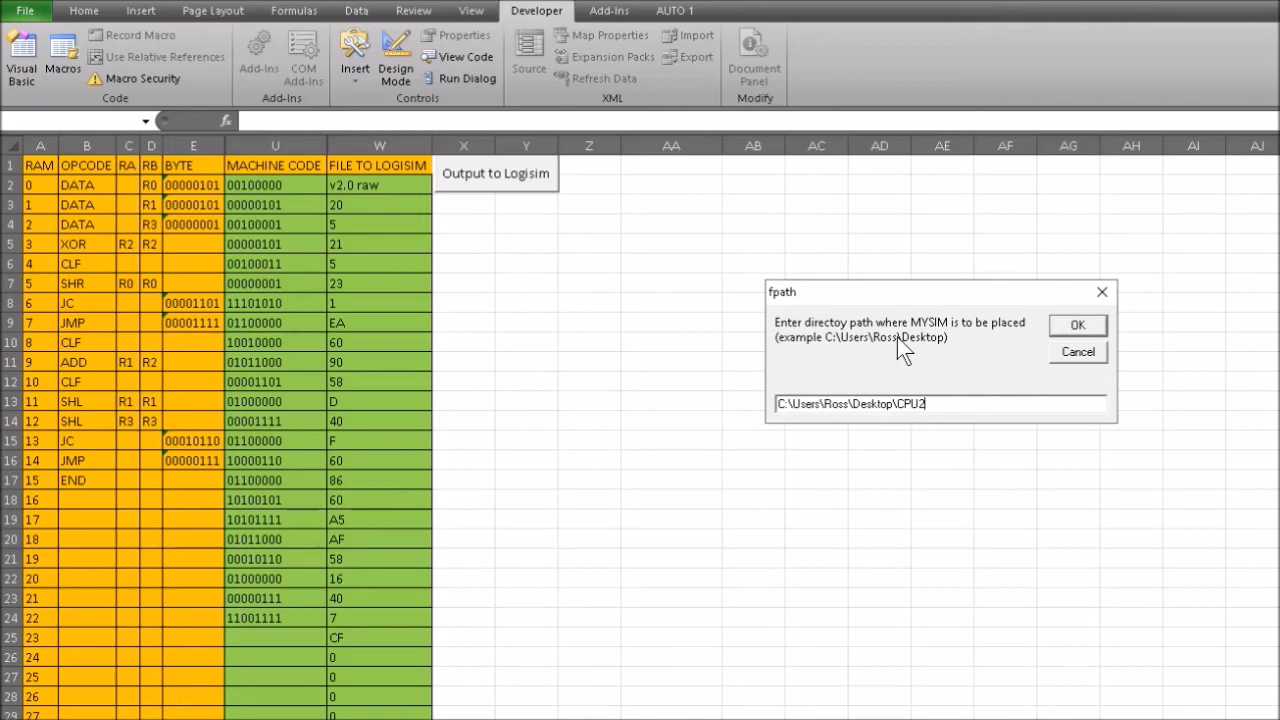 File Home Insert Page Layout Formulas Data Review View Developer Add-Ins AUTO 1
Visual Basic Macros Record Macro Use Relative References Macro Security Code
Add-Ins COM Add-Ins Add-Ins
Insert Design Mode Properties View Code Run Dialog Controls
Source Map Properties Expansion Packs Refresh Data Import Export XML
Document Panel Modify
fx
A B C D E U W X Y Z AA AB AC AD AE AF AG AH AI AJ
1 RAM OPCODE RA RB BYTE MACHINE CODE FILE TO LOGISIM
Output to Logisim
2 0 DATA R0 00000101 00100000 v2.0 raw
3 1 DATA R1 00000101 00000101 20
4 2 DATA R3 00000001 00100001 5
5 3 XOR R2 R2 00000101 21
6 4 CLF 00100011 5
7 5 SHR R0 R0 00000001 23
8 6 JC 00001101 11101010 1
9 7 JMP 00001111 01100000 EA
10 8 CLF 10010000 60
11 9 ADD R1 R2 01011000 90
12 10 CLF 00001101 58
13 11 SHL R1 R1 01000000 D
14 12 SHL R3 R3 00001111 40
15 13 JC 00010110 01100000 F
16 14 JMP 00000111 10000110 60
17 15 END 01100000 86
18 16 10100101 60
19 17 10101111 A5
20 18 01011000 AF
21 19 00010110 58
22 20 01000000 16
23 21 00000111 40
24 22 11001111 7
25 23 CF
26 24 0
27 25 0
28 26 0
29 27 0
fpath
Enter directoy path where MYSIM is to be placed
(example C:\Users\Ross\Desktop)
OK
Cancel
C:\Users\Ross\Desktop\CPU2